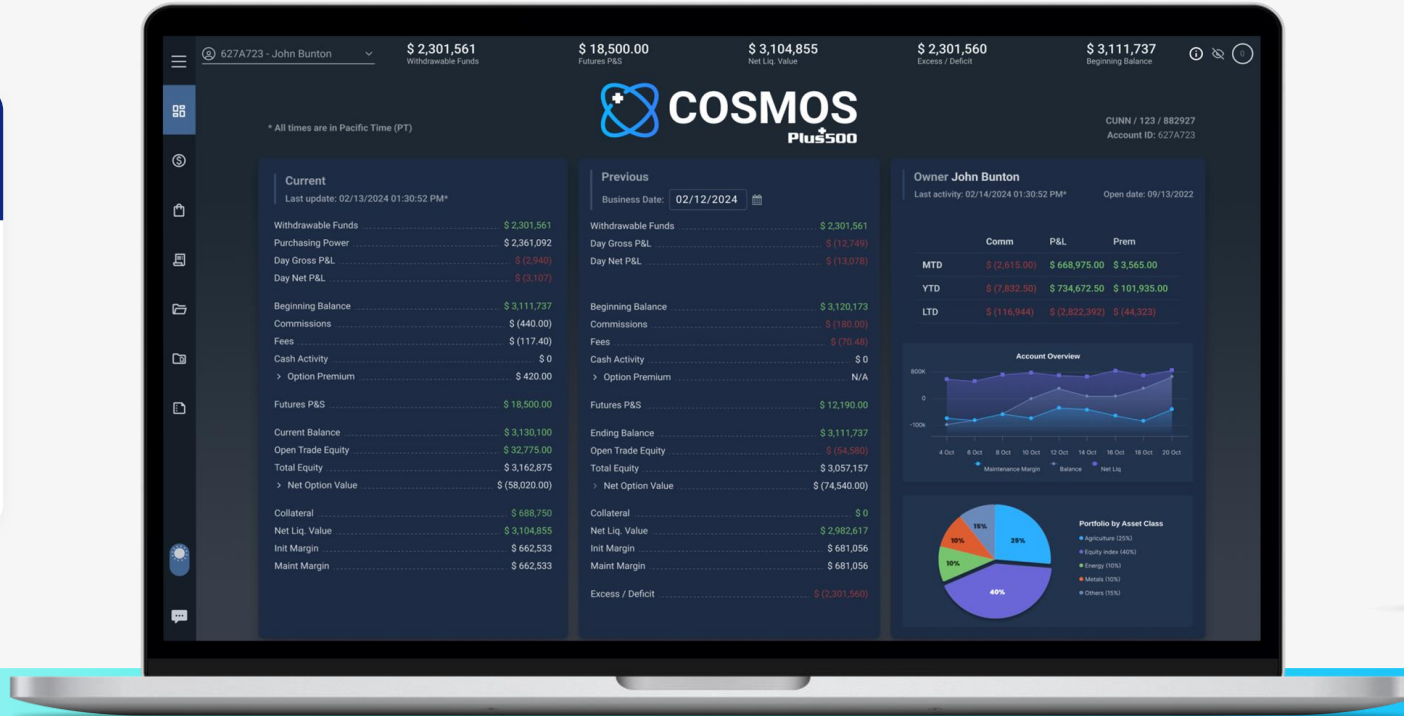 627A723 - John Bunton
$ 2,301,561
Withdrawable Funds
$ 18,500.00
Futures P&S
$ 3,104,855
Net Liq. Value
$ 2,301,560
Excess / Deficit
$ 3,111,737
Beginning Balance
0
* All times are in Pacific Time (PT)
COSMOS
Plus500
CUNN / 123 / 882927
Account ID: 627A723
Current
Last update: 02/13/2024 01:30:52 PM*
Withdrawable Funds $ 2,301,561
Purchasing Power $ 2,361,092
Day Gross P&L $ (2,940)
Day Net P&L $ (3,107)
Beginning Balance $ 3,111,737
Commissions $ (440.00)
Fees $ (117.40)
Cash Activity $ 0
> Option Premium $ 420.00
Futures P&S $ 18,500.00
Current Balance $ 3,130,100
Open Trade Equity $ 32,775.00
Total Equity $ 3,162,875
> Net Option Value $ (58,020.00)
Collateral $ 688,750
Net Liq. Value $ 3,104,855
Init Margin $ 662,533
Maint Margin $ 662,533
Previous
Business Date: 02/12/2024
Withdrawable Funds $ 2,301,561
Day Gross P&L $ (12,749)
Day Net P&L $ (13,078)
Beginning Balance $ 3,120,173
Commissions $ (180.00)
Fees $ (70.48)
Cash Activity $ 0
> Option Premium N/A
Futures P&S $ 12,190.00
Ending Balance $ 3,111,737
Open Trade Equity $ (54,580)
Total Equity $ 3,057,157
> Net Option Value $ (74,540.00)
Collateral $ 0
Net Liq. Value $ 2,982,617
Init Margin $ 681,056
Maint Margin $ 681,056
Excess / Deficit $ (2,301,560)
Owner John Bunton
Last activity: 02/14/2024 01:30:52 PM* Open date: 09/13/2022
Comm P&L Prem
MTD $ (2,615.00) $ 668,975.00 $ 3,565.00
YTD $ (7,832.50) $ 734,672.50 $ 101,935.00
LTD $ (116,944) $ (2,822,392) $ (44,323)
Account Overview
800K
0
-100k
4 Oct 6 Oct 8 Oct 10 Oct 12 Oct 14 Oct 16 Oct 18 Oct 20 Oct
Maintenance Margin Balance Net Liq
15%
10%
25%
10%
40%
Portfolio by Asset Class
Agriculture (25%)
Equity index (40%)
Energy (10%)
Metals (10%)
Others (15%)